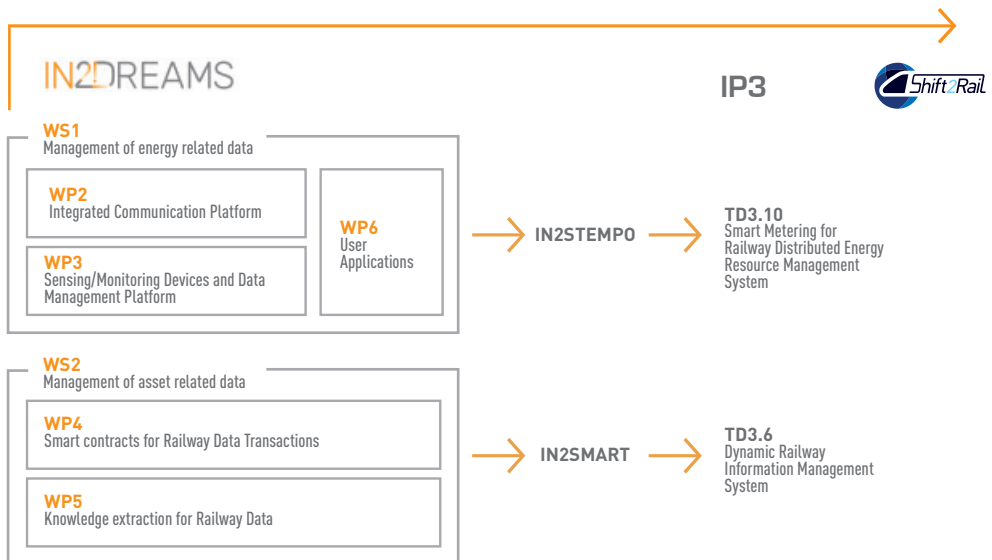 IN2DREAMS
IP3
Shift2Rail
WS1
Management of energy related data
WP2
Integrated Communication Platform
WP3
Sensing/Monitoring Devices and Data
Management Platform
WP6
User
Applications
IN2STEMPO
TD3.10
Smart Metering for
Railway Distributed Energy
Resource Management
System
WS2
Management of asset related data
WP4
Smart contracts for Railway Data Transactions
WP5
Knowledge extraction for Railway Data
IN2SMART
TD3.6
Dynamic Railway
Information Management
System